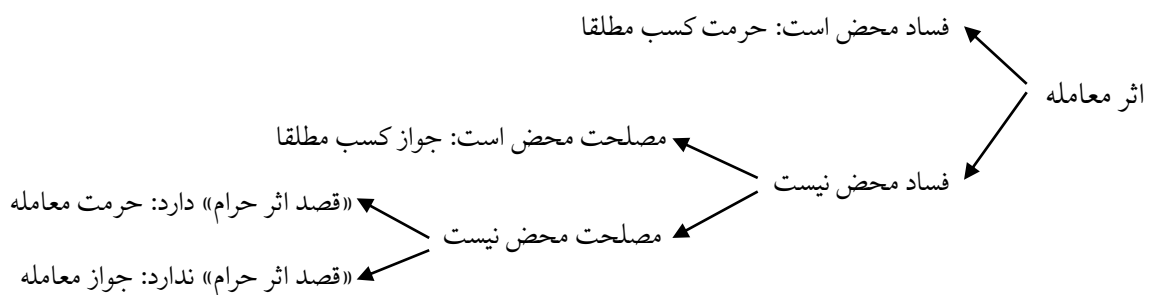 فساد محض است: حرمت کسب مطلقا
اثر معامله
مصلحت محض است: جواز کسب مطلقا
فساد محض نیست
«قصد اثر حرام» دارد: حرمت معامله
مصلحت محض نیست
«قصد اثر حرام» ندارد: جواز معامله